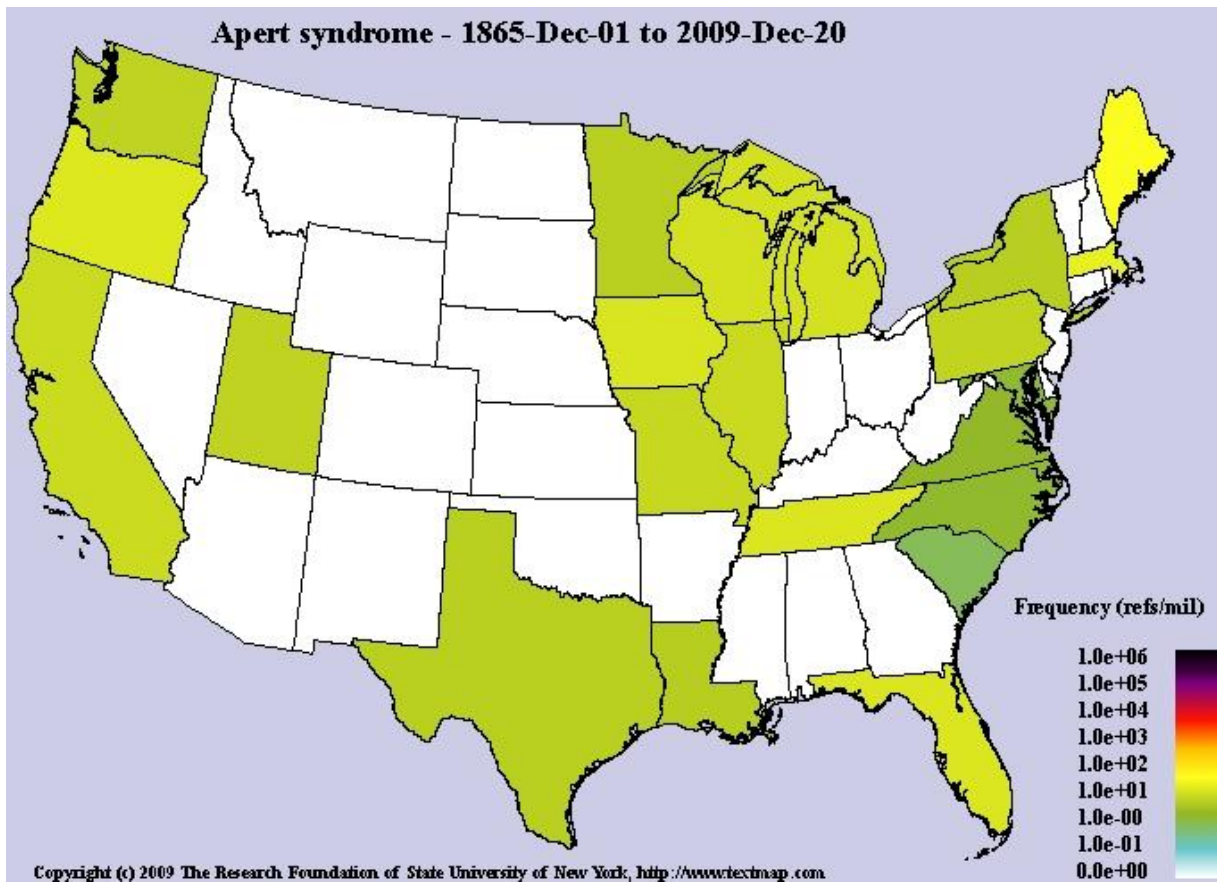 Apert syndrome - 1865-Dec-01 to 2009-Dec-20
Frequency (refs/mil)
1.0e+06
1.0e+05
1.0e+04
1.0e+03
1.0e+02
1.0e+01
1.0e-00
1.0e-01
0.0e+00
Copyright (c) 2009 The Research Foundation of State University of New York, http://www.textmap.com